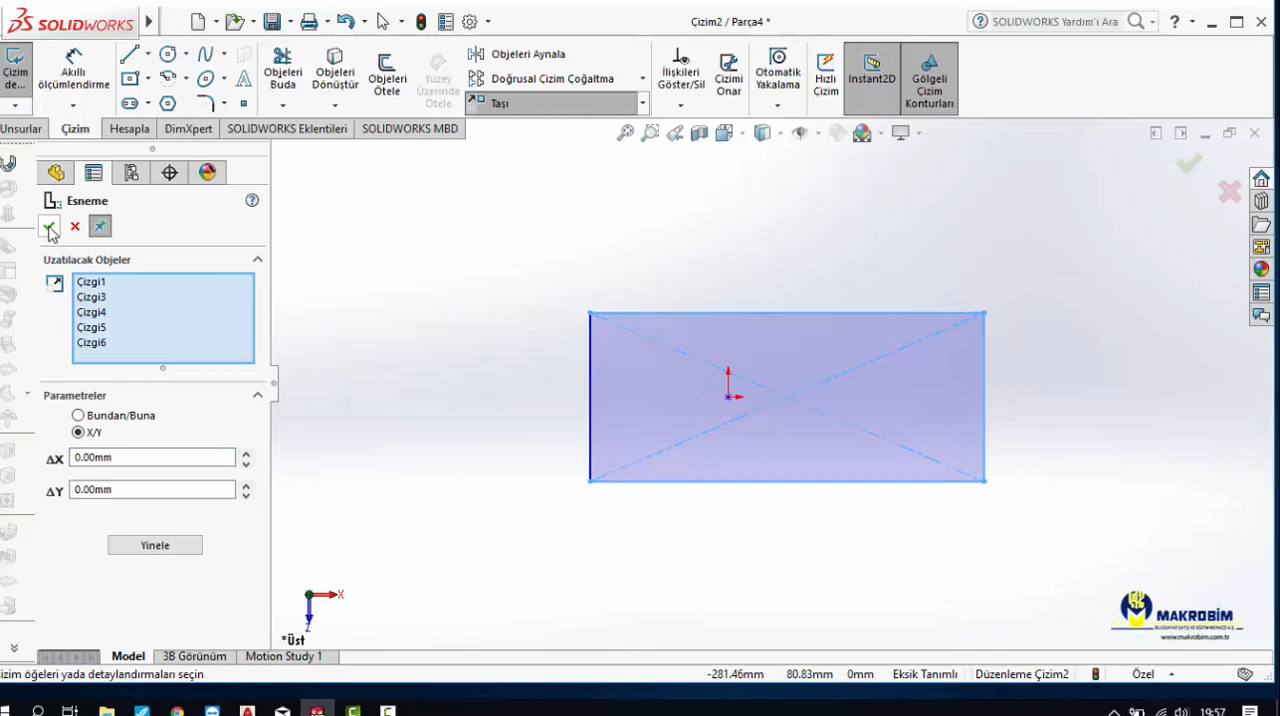 SOLIDWORKS
Çizim2 / Parça4 *
SOLIDWORKS Yardım'ı Ara
?
Çizim
de...
Akıllı
ölçümlendirme
Objeleri
Buda
Objeleri
Dönüştür
Objeleri
Ötele
Yüzey
Üzerinde
Ötele
Objeleri Aynala
Doğrusal Çizim Çoğaltma
Taşı
İlişkileri
Göster/Sil
Çizimi
Onar
Otomatik
Yakalama
Hızlı
Çizim
Instant2D
Gölgeli
Çizim
Konturları
Unsurlar
Çizim
Hesapla
DimXpert
SOLIDWORKS Eklentileri
SOLIDWORKS MBD
Esneme
?
Uzatılacak Objeler
Çizgi1
Çizgi3
Çizgi4
Çizgi5
Çizgi6
Parametreler
Bundan/Buna
X/Y
ΔX 0.00mm
ΔY 0.00mm
Yinele
X
Z
*Üst
MAKROBİM
www.makrobim.com.tr
Model
3B Görünüm
Motion Study 1
izim öğeleri yada detaylandırmaları seçin
-281.46mm
80.83mm
0mm
Eksik Tanımlı
Düzenleme Çizim2
Özel
19:57